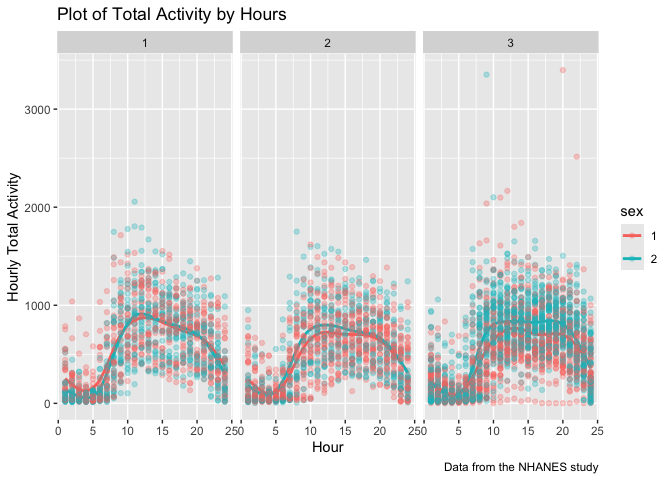 Plot of Total Activity by Hours
1 2 3
3000
2000
1000
0
Hourly Total Activity
0 5 10 15 20 25 0 5 10 15 20 25 0 5 10 15 20 25
Hour
sex
1
2
Data from the NHANES study